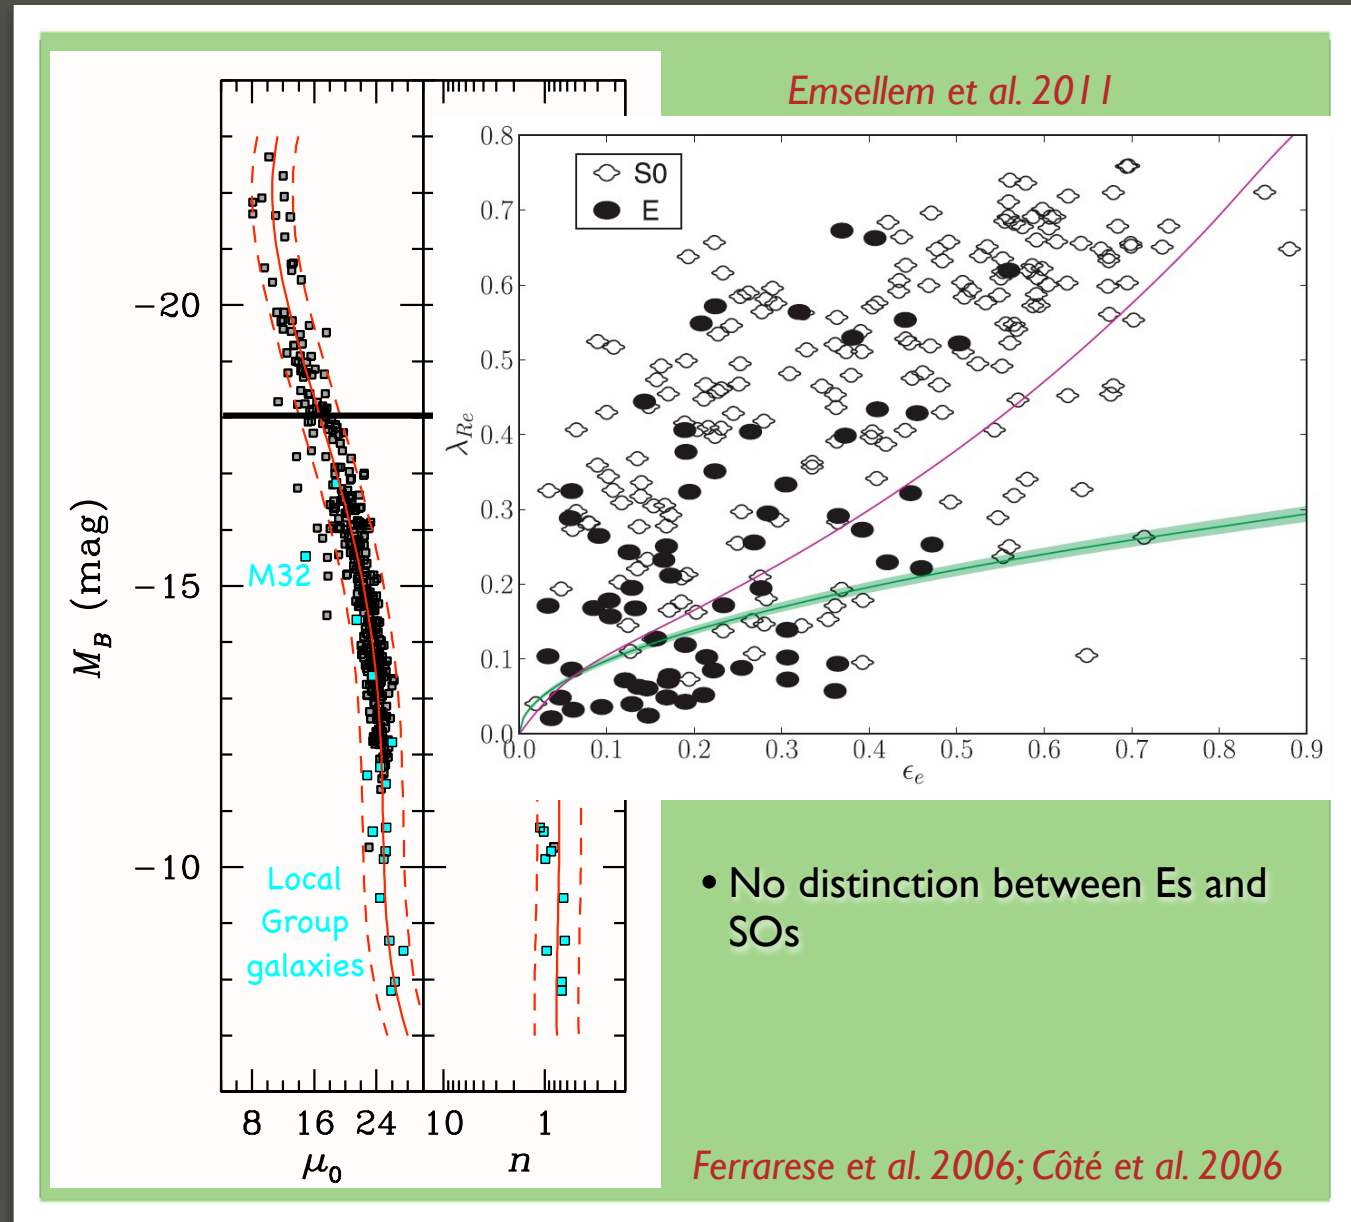 Emsellem et al. 2011
S0
E
0.8
0.7
0.6
0.5
0.4
0.3
0.2
0.1
0.0
λRe
0.0 0.1 0.2 0.3 0.4 0.5 0.6 0.7 0.8 0.9
ϵe
−20
−15
−10
MB (mag)
M32
Local
Group
galaxies
8 16 24 10 1
μ0 n
• No distinction between Es and
SOs
Ferrarese et al. 2006; Côté et al. 2006